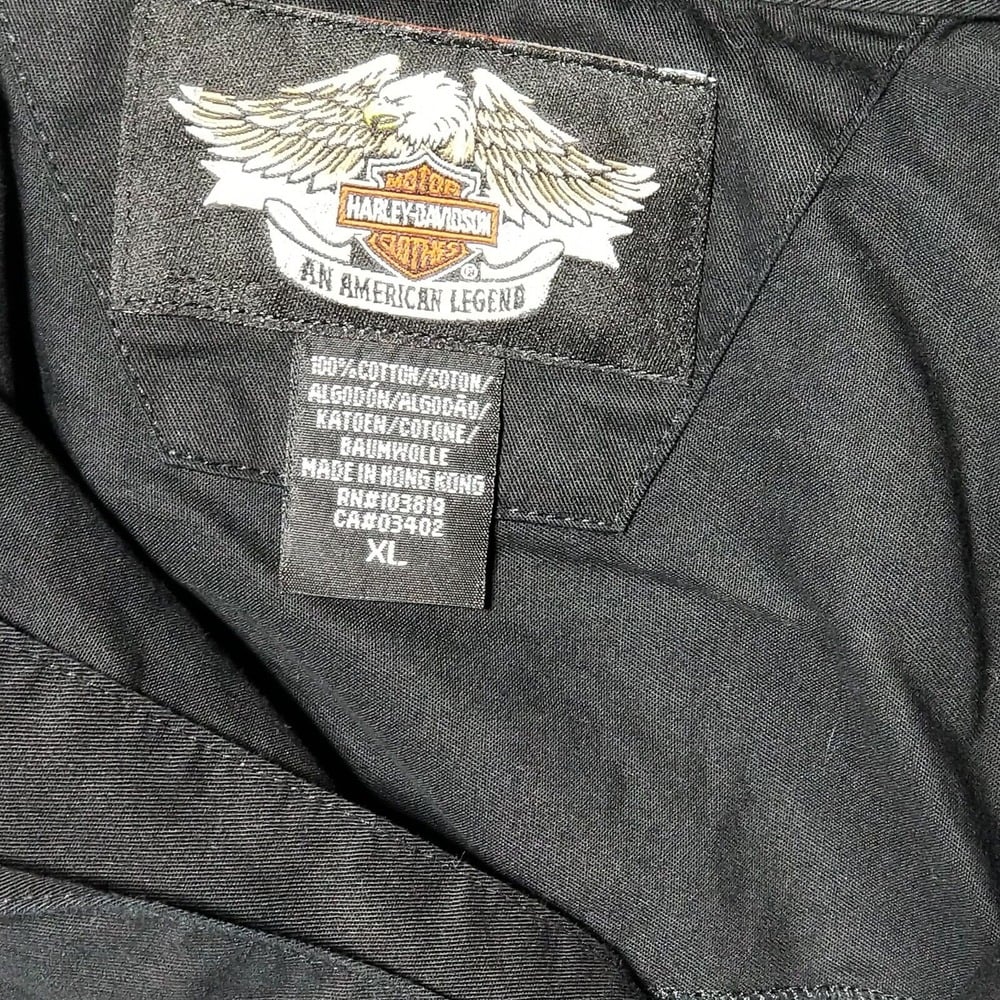 MOTOR
HARLEY-DAVIDSON
CLOTHES
®
AN AMERICAN LEGEND
100% COTTON/COTON/
ALGODÓN/ALGODÃO/
KATOEN/COTONE/
BAUMWOLLE
MADE IN HONG KONG
RN#103819
CA#03402
XL